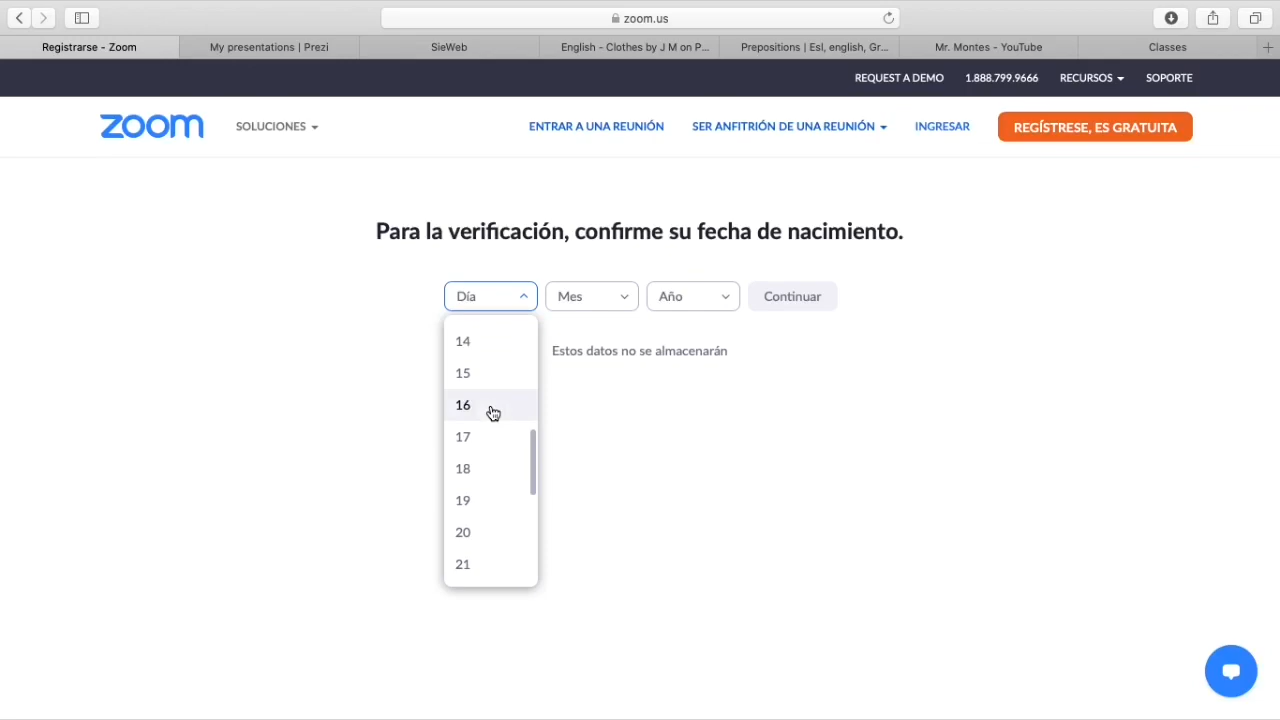 zoom.us
Registrarse - Zoom
My presentations | Prezi
SieWeb
English - Clothes by J M on P...
Prepositions | Esl, english, Gr...
Mr. Montes - YouTube
Classes
REQUEST A DEMO
1.888.799.9666
RECURSOS
SOPORTE
zoom
SOLUCIONES
ENTRAR A UNA REUNIÓN
SER ANFITRIÓN DE UNA REUNIÓN
INGRESAR
REGÍSTRESE, ES GRATUITA
Para la verificación, confirme su fecha de nacimiento.
Día
Mes
Año
Continuar
Estos datos no se almacenarán
14
15
16
17
18
19
20
21